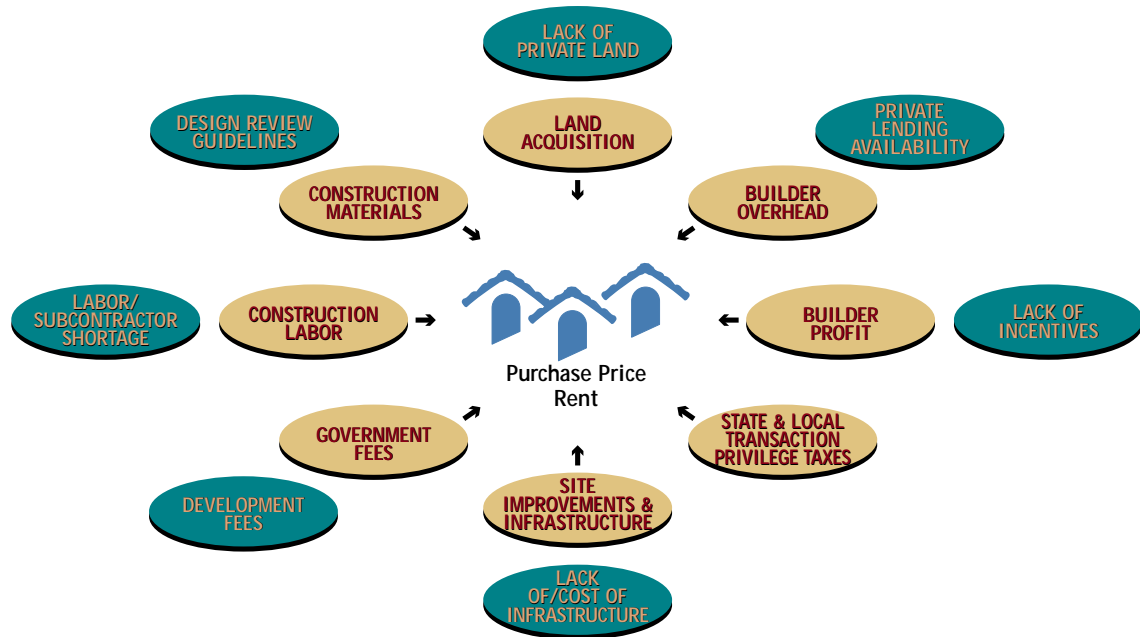 LACK OF
PRIVATE LAND
DESIGN REVIEW
GUIDELINES
LAND
ACQUISITION
PRIVATE
LENDING
AVAILABILITY
CONSTRUCTION
MATERIALS
BUILDER
OVERHEAD
LABOR/
SUBCONTRACTOR
SHORTAGE
CONSTRUCTION
LABOR
BUILDER
PROFIT
LACK OF
INCENTIVES
Purchase Price
Rent
GOVERNMENT
FEES
STATE & LOCAL
TRANSACTION
PRIVILEGE TAXES
DEVELOPMENT
FEES
SITE
IMPROVEMENTS &
INFRASTRUCTURE
LACK
OF/COST OF
INFRASTRUCTURE